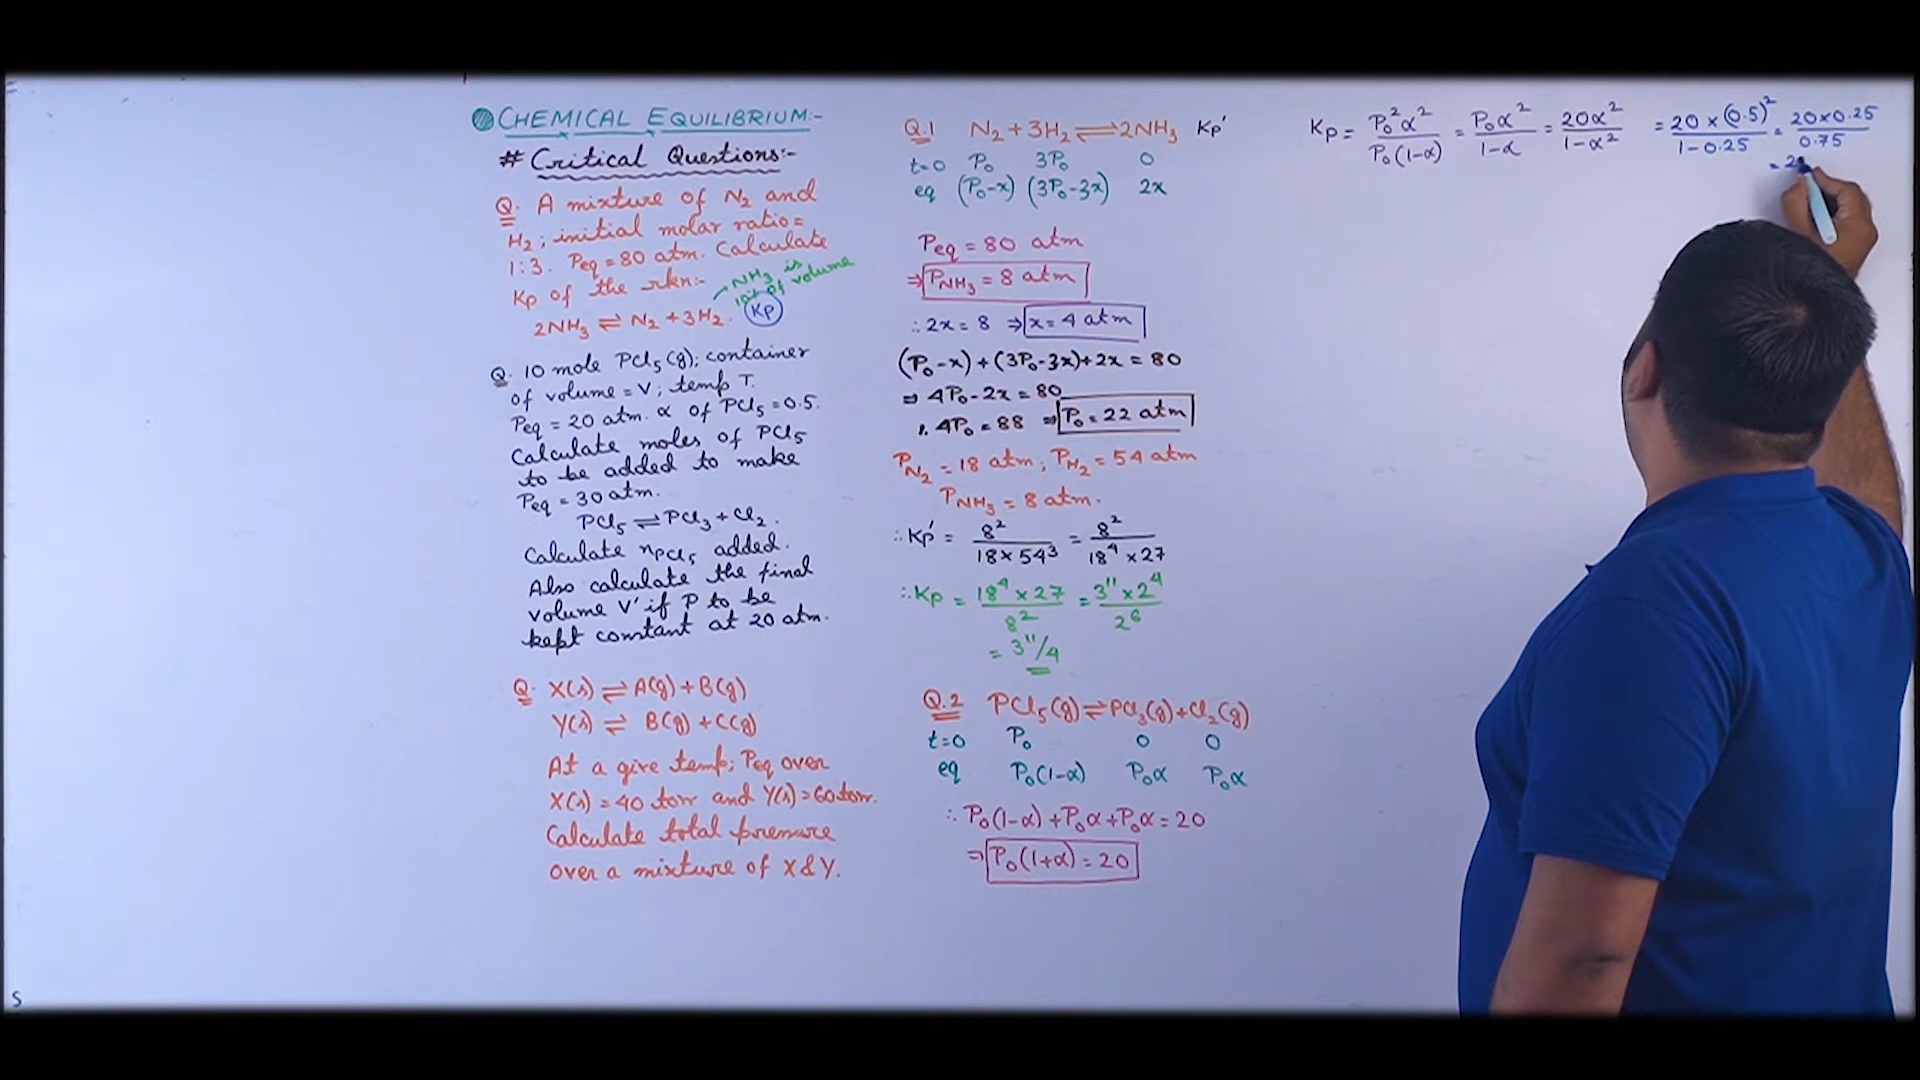 CHEMICAL EQUILIBRIUM:-
# Critical Questions:-
Q. A mixture of N₂ and
H₂; initial molar ratio=
1:3. Peq=80 atm. Calculate
Kp of the rkn:-
NH₃ is
10% of volume
2NH₃ ⇌ N₂ + 3H₂. Kp
Q. 10 mole PCl₅(g); container
of volume = V; temp T.
Peq = 20 atm. α of PCl₅ = 0.5.
Calculate moles of PCl₅
to be added to make
Peq = 30 atm.
PCl₅ ⇌ PCl₃ + Cl₂.
Calculate nPCl₅ added.
Also calculate the final
volume V' if P to be
kept constant at 20 atm.
Q. X(s) ⇌ A(g) + B(g)
Y(s) ⇌ B(g) + C(g)
At a give temp; Peq over
X(s) = 40 torr and Y(s) = 60 torr.
Calculate total pressure
over a mixture of X & Y.
Q.1 N₂ + 3H₂ ⇌ 2NH₃ Kp'
t=0 P₀ 3P₀ 0
eq (P₀-x) (3P₀-3x) 2x
Peq = 80 atm
⇒ PNH₃ = 8 atm
∴ 2x = 8 ⇒ x = 4 atm
(P₀-x) + (3P₀-3x) + 2x = 80
⇒ 4P₀ - 2x = 80
∴ 4P₀ = 88 ⇒ P₀ = 22 atm
PN₂ = 18 atm, PH₂ = 54 atm
PNH₃ = 8 atm.
∴ Kp' = 8²/18×54³ = 8²/18⁴×27
∴ Kp = 18⁴×27/8² = 3¹¹×2⁴/2⁶
= 3¹¹/4
Q.2 PCl₅(g) ⇌ PCl₃(g) + Cl₂(g)
t=0 P₀ 0 0
eq P₀(1-α) P₀α P₀α
∴ P₀(1-α) + P₀α + P₀α = 20
⇒ P₀(1+α) = 20
Kp = P₀²α²/P₀(1-α) = P₀α²/1-α = 20α²/1-α² = 20×(0.5)²/1-0.25 = 20×0.25/0.75
= 2
S